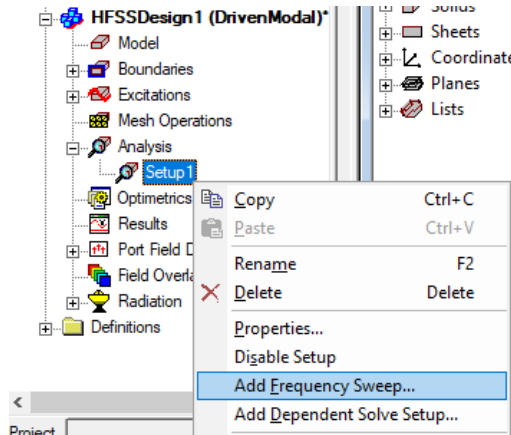 HFSSDesign1 (DrivenModal)*
Model
Boundaries
Excitations
Mesh Operations
Analysis
Setup1
Optimetrics
Results
Port Field D
Field Overla
Radiation
Definitions
Solids
Sheets
Coordinate
Planes
Lists
Copy Ctrl+C
Paste Ctrl+V
Rename F2
Delete Delete
Properties...
Disable Setup
Add Frequency Sweep...
Add Dependent Solve Setup...
Project